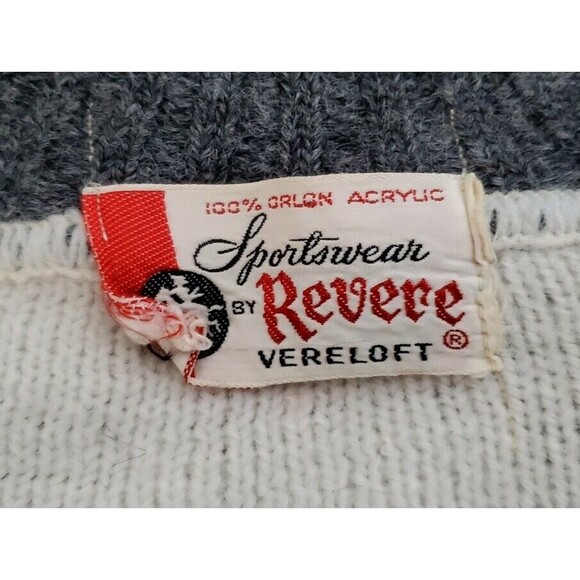 100% ORLON ACRYLIC
Sportswear
BY Revere ®
VERELOFT